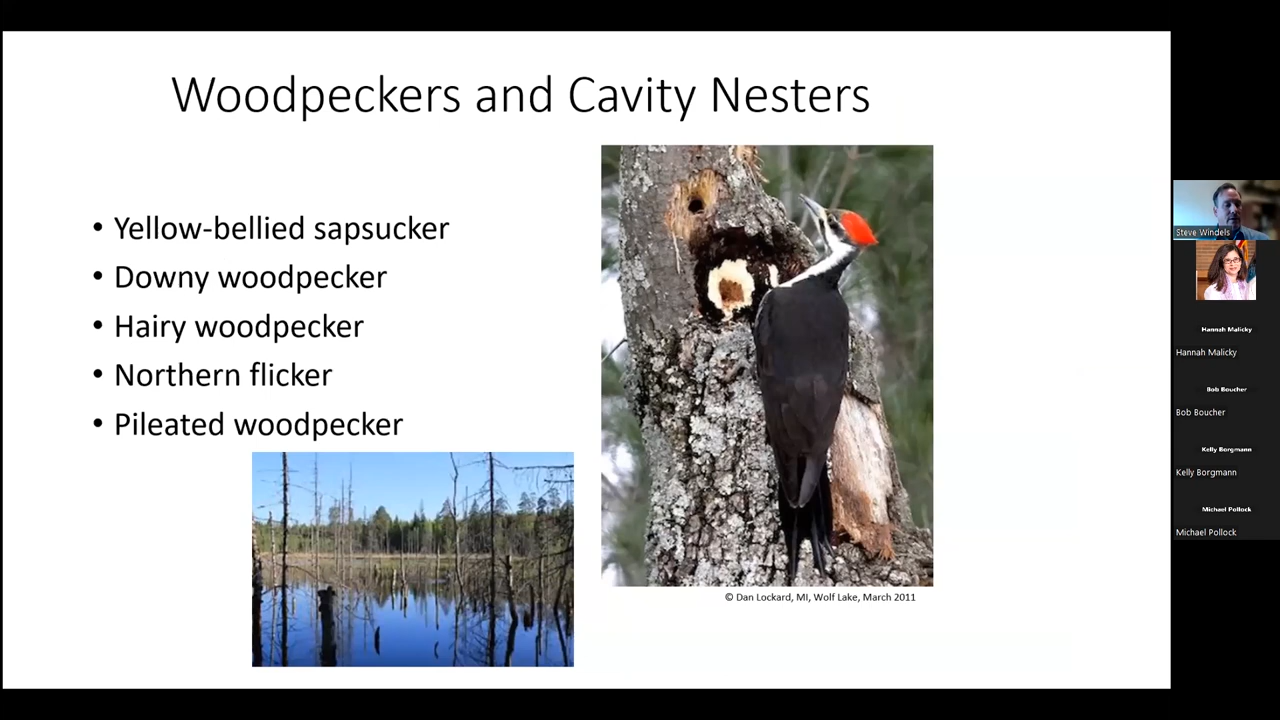 Woodpeckers and Cavity Nesters
• Yellow-bellied sapsucker
• Downy woodpecker
• Hairy woodpecker
• Northern flicker
• Pileated woodpecker
© Dan Lockard, MI, Wolf Lake, March 2011
Steve Windels
Hannah Malicky
Hannah Malicky
Bob Boucher
Bob Boucher
Kelly Borgmann
Kelly Borgmann
Michael Pollock
Michael Pollock